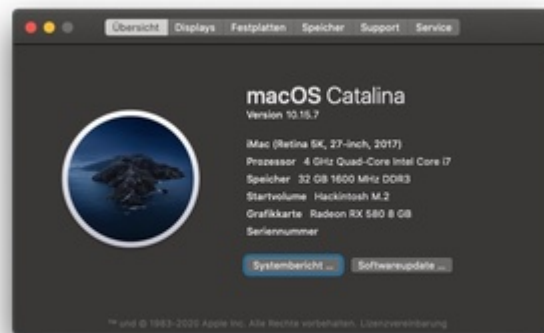 Übersicht Displays Festplatten Speicher Support Service
macOS Catalina
Version 10.15.7
iMac (Retina 5K, 27-inch, 2017)
Prozessor 4 GHz Quad-Core Intel Core i7
Speicher 32 GB 1600 MHz DDR3
Startvolume Hackintosh M.2
Grafikkarte Radeon RX 580 8 GB
Seriennummer
Systembericht ... Softwareupdate ...
™ und © 1983-2020 Apple Inc. Alle Rechte vorbehalten. Lizenzvereinbarung